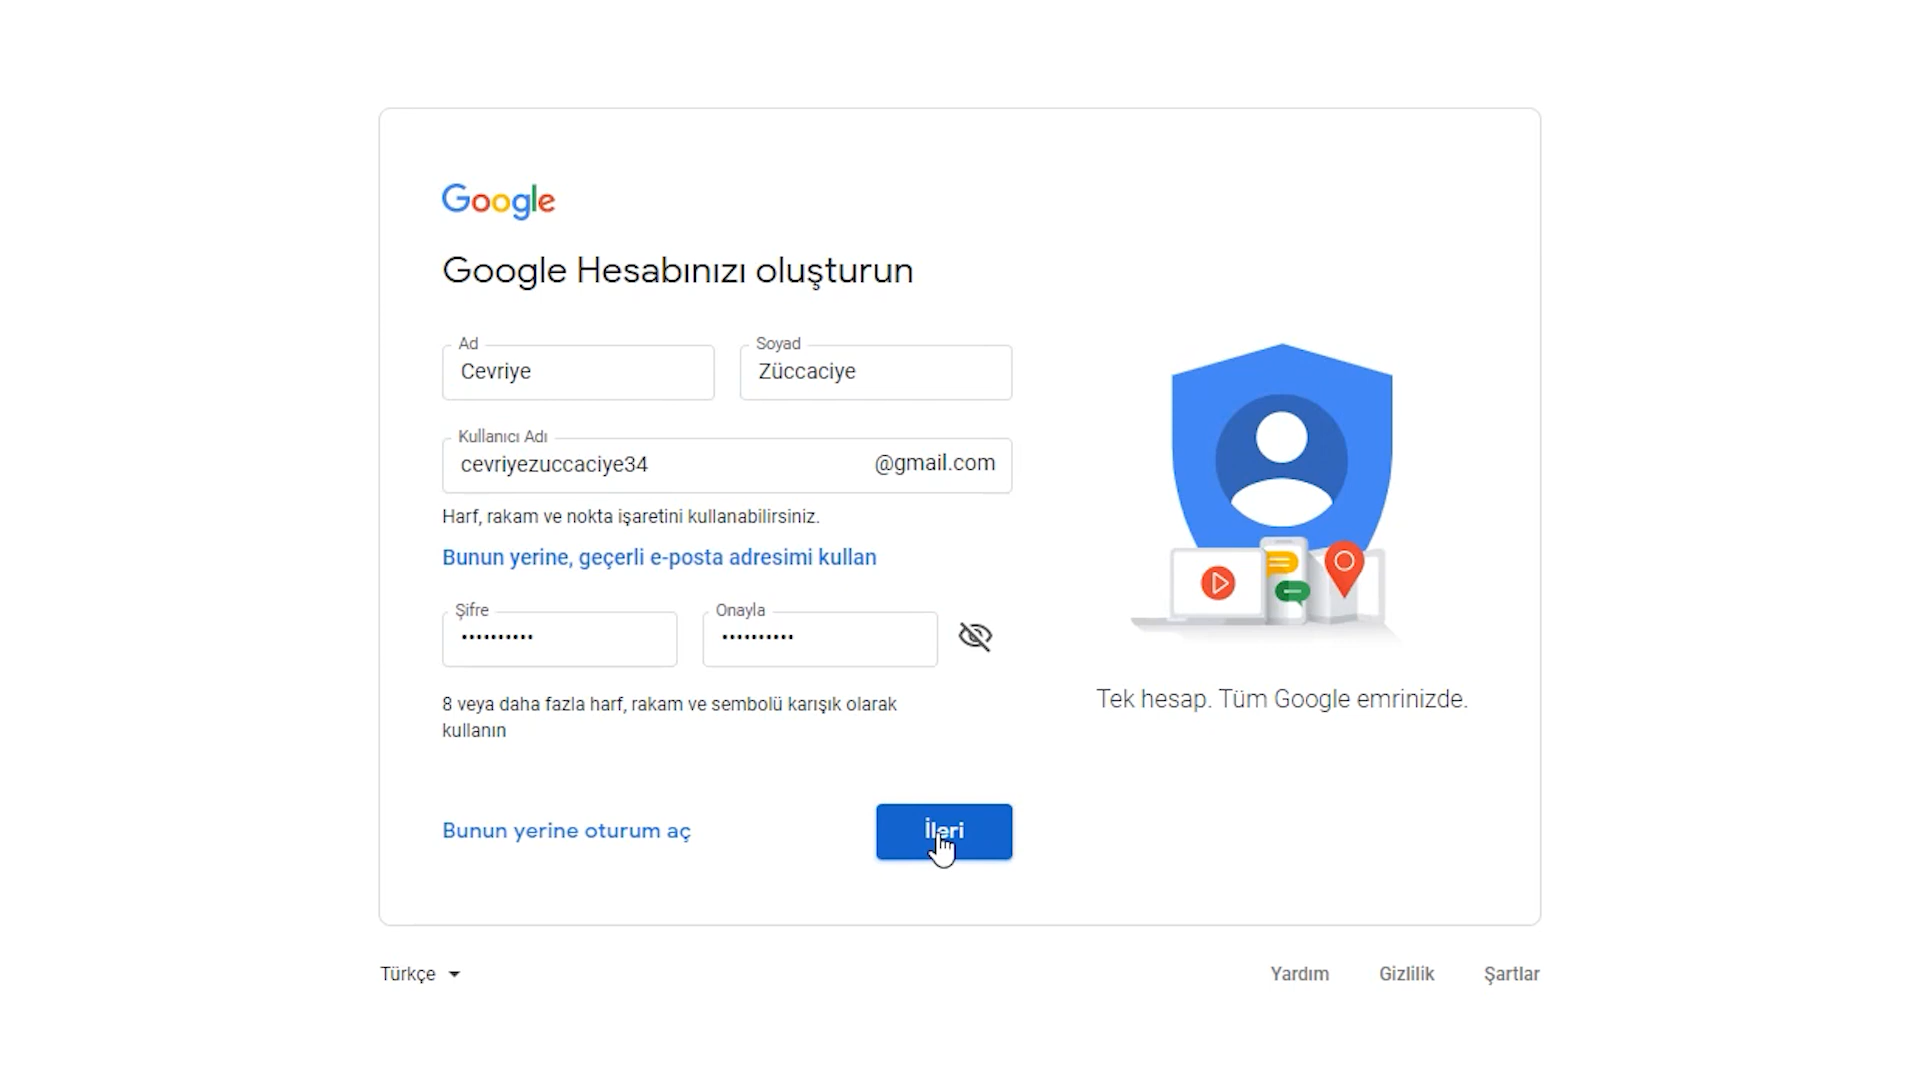 Google
Google Hesabınızı oluşturun
Ad
Cevriye
Soyad
Züccaciye
Kullanıcı Adı
cevriyezuccaciye34
@gmail.com
Harf, rakam ve nokta işaretini kullanabilirsiniz.
Bunun yerine, geçerli e-posta adresimi kullan
Şifre
••••••••••
Onayla
••••••••••
8 veya daha fazla harf, rakam ve sembolü karışık olarak
kullanın
Tek hesap. Tüm Google emrinizde.
Bunun yerine oturum aç
İleri
Türkçe
Yardım
Gizlilik
Şartlar